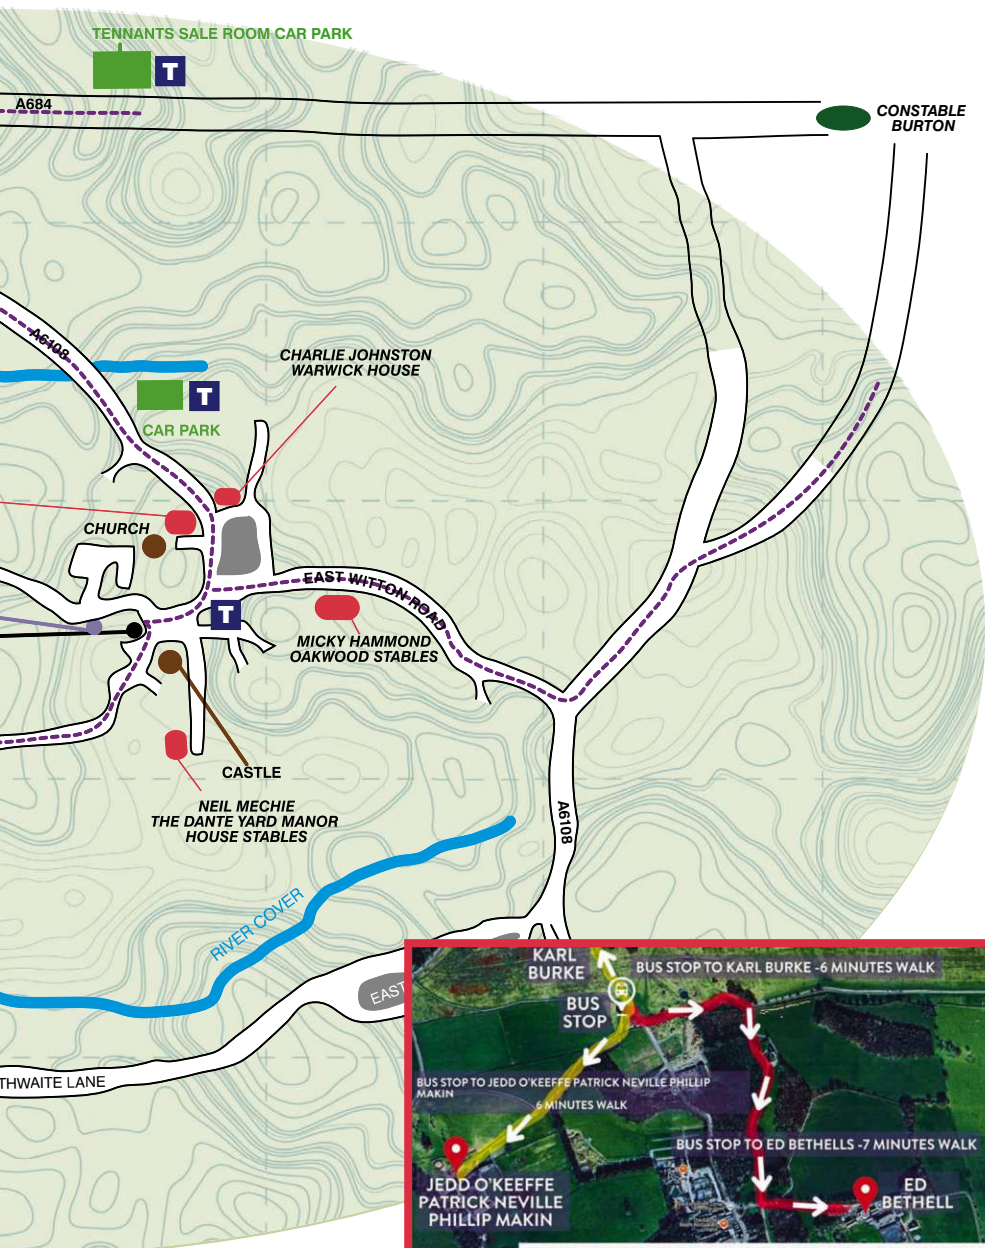 TENNANTS SALE ROOM CAR PARK
T
A684
CONSTABLE
BURTON
A6108
CHARLIE JOHNSTON
WARWICK HOUSE
T
CAR PARK
CHURCH
EAST WITTON ROAD
T
MICKY HAMMOND
OAKWOOD STABLES
CASTLE
NEIL MECHIE
THE DANTE YARD MANOR
HOUSE STABLES
A6108
RIVER COVER
EAST
THWAITE LANE
KARL
BURKE
BUS STOP TO KARL BURKE -6 MINUTES WALK
BUS
STOP
BUS STOP TO JEDD O'KEEFFE PATRICK NEVILLE PHILLIP
MAKIN
6 MINUTES WALK
BUS STOP TO ED BETHELLS -7 MINUTES WALK
JEDD O'KEEFFE
PATRICK NEVILLE
PHILLIP MAKIN
ED
BETHELL